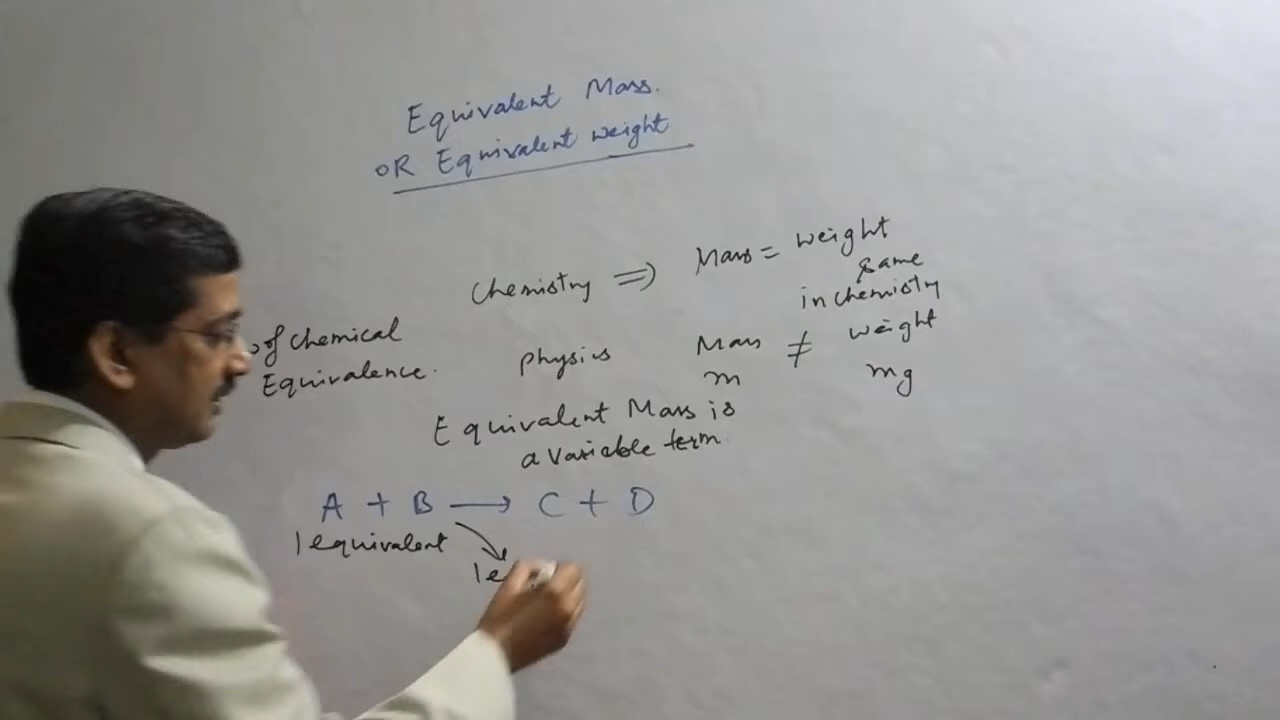 Equivalent Mass.
OR Equivalent weight
Chemistry ⇒ Mass = weight
same
in chemistry
of Chemical
Equivalence.
physics Mass ≠ weight
m mg
Equivalent Mass is
a variable term.
A + B → C + D
1 equivalent
1 e